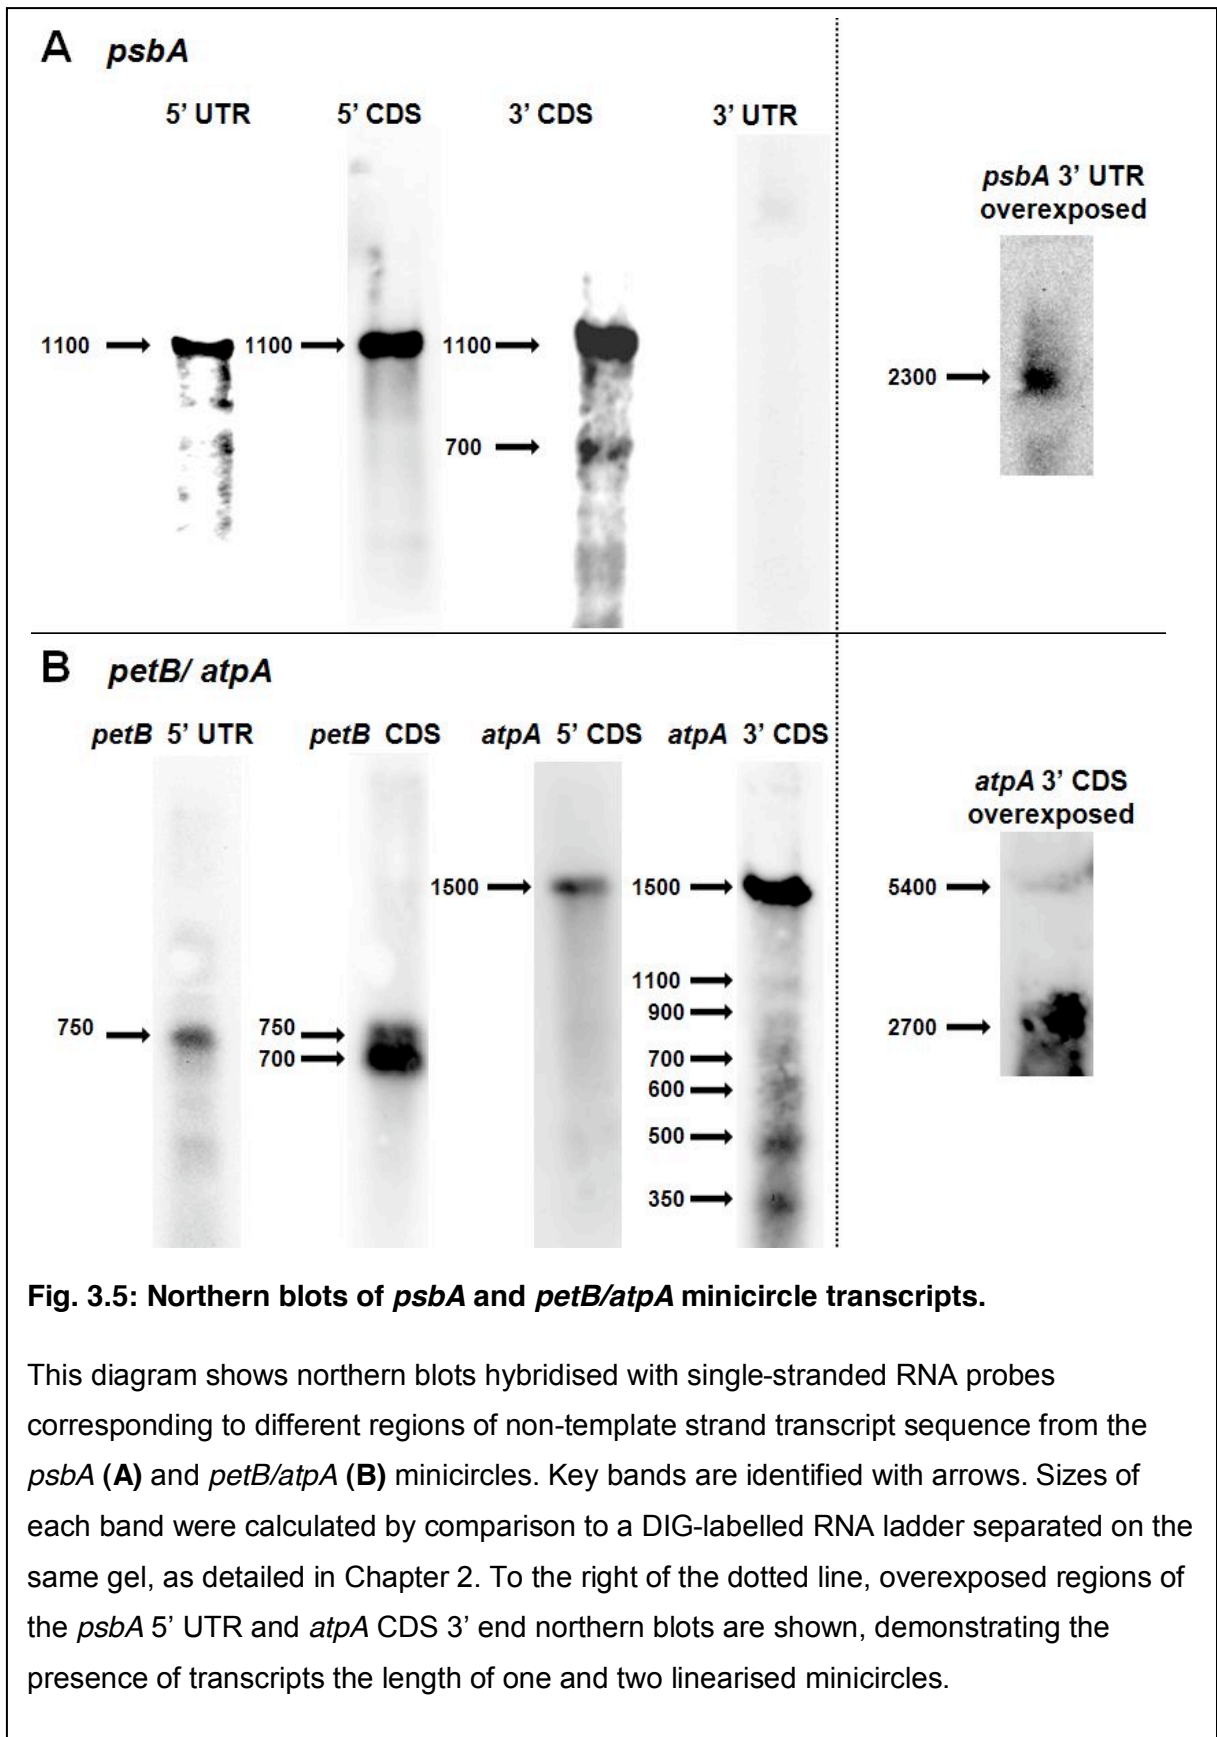 A psbA
5' UTR 5' CDS 3' CDS 3' UTR
psbA 3' UTR
overexposed
1100 1100 1100
2300
700
B petB/ atpA
petB 5' UTR petB CDS atpA 5' CDS atpA 3' CDS
atpA 3' CDS
overexposed
1500 1500 5400
1100
900
750 750 2700
700 700
600
500
350
Fig. 3.5: Northern blots of psbA and petB/atpA minicircle transcripts.
This diagram shows northern blots hybridised with single-stranded RNA probes
corresponding to different regions of non-template strand transcript sequence from the
psbA (A) and petB/atpA (B) minicircles. Key bands are identified with arrows. Sizes of
each band were calculated by comparison to a DIG-labelled RNA ladder separated on the
same gel, as detailed in Chapter 2. To the right of the dotted line, overexposed regions of
the psbA 5' UTR and atpA CDS 3' end northern blots are shown, demonstrating the
presence of transcripts the length of one and two linearised minicircles.